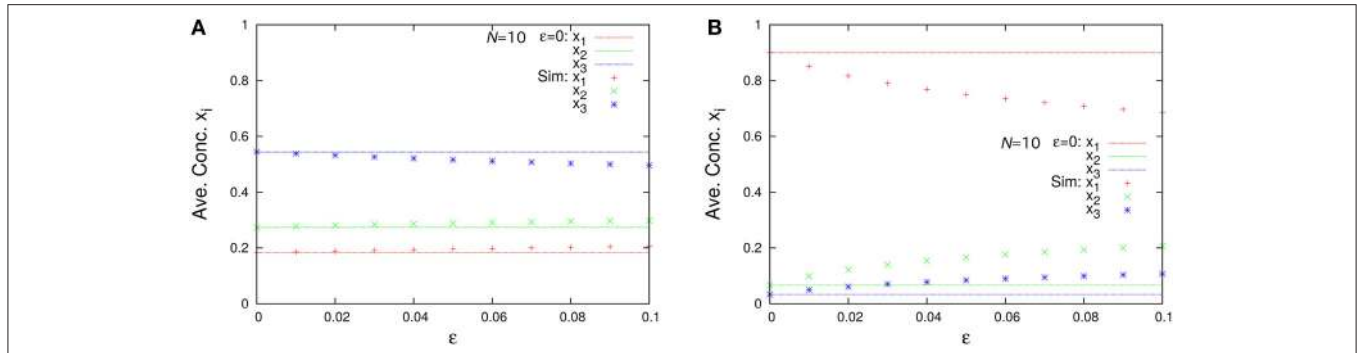 A
Ave. Conc. xi
1
0.8
0.6
0.4
0.2
0
0
0.02
0.04
0.06
0.08
0.1
ε
N=10 ε=0: x1
x2
x3
Sim: x1
x2
x3
B
Ave. Conc. xi
1
0.8
0.6
0.4
0.2
0
0
0.02
0.04
0.06
0.08
0.1
ε
N=10 ε=0: x1
x2
x3
Sim: x1
x2
x3